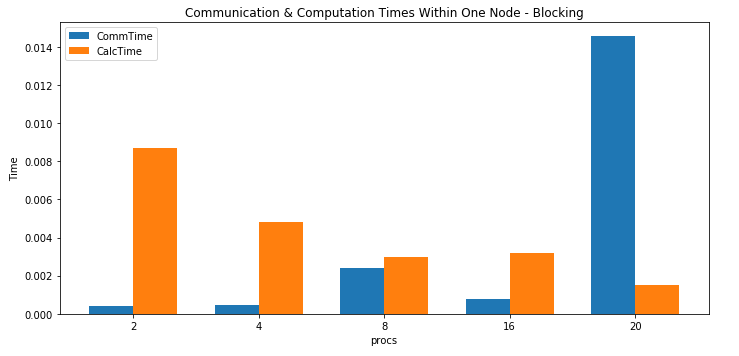 Communication & Computation Times Within One Node - Blocking
CommTime
CalcTime
Time
0.014
0.012
0.010
0.008
0.006
0.004
0.002
0.000
2 4 8 16 20
procs